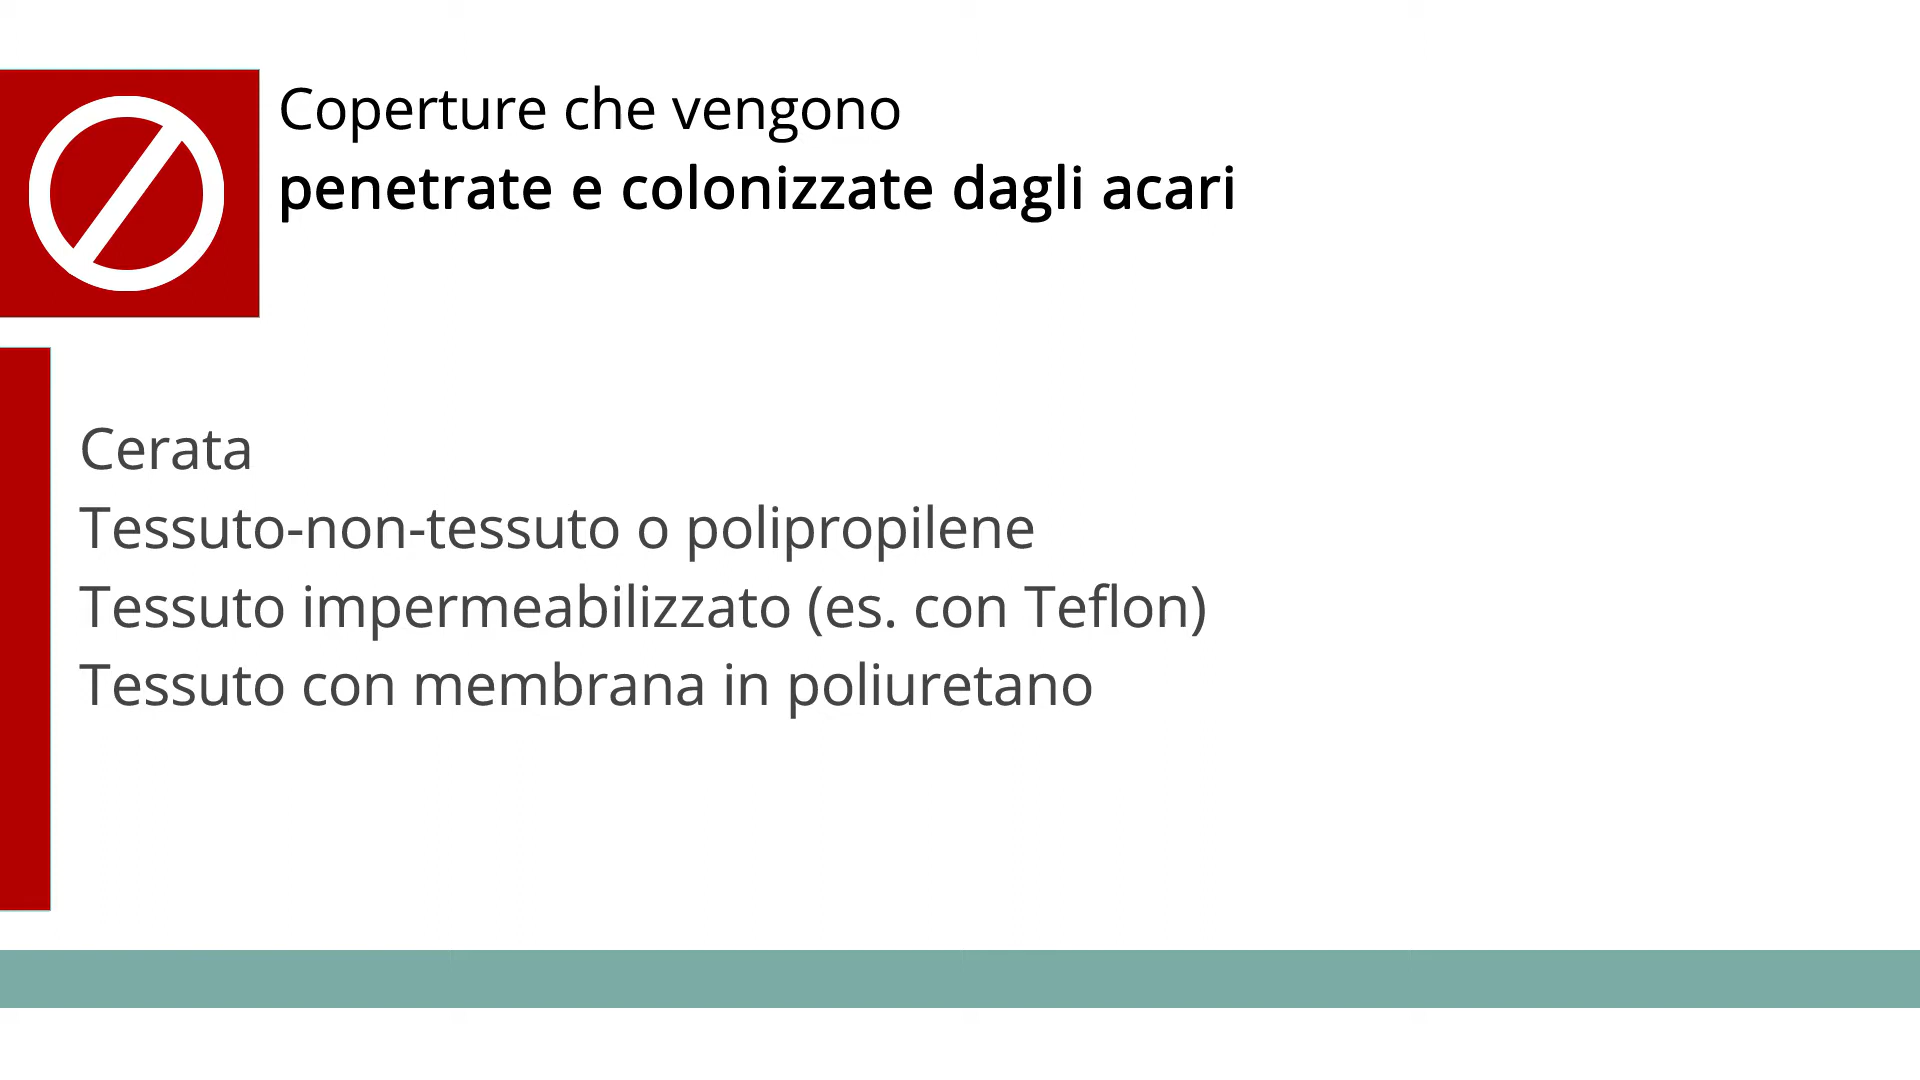 Coperture che vengono
penetrate e colonizzate dagli acari
Cerata
Tessuto-non-tessuto o polipropilene
Tessuto impermeabilizzato (es. con Teflon)
Tessuto con membrana in poliuretano